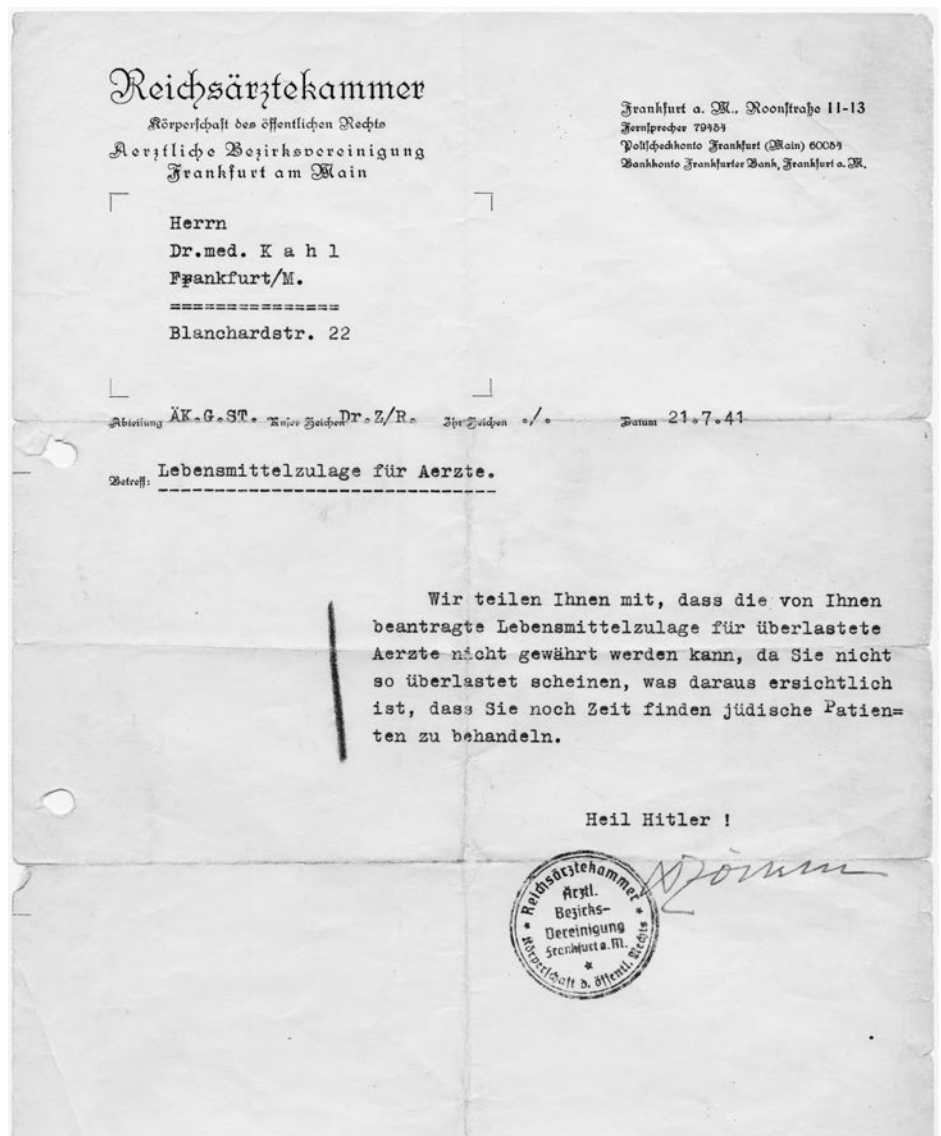 Reichsärztekammer
Körperschaft des öffentlichen Rechts
Aerztliche Bezirksvereinigung
Frankfurt am Main
Frankfurt a. M., Roonstraße 11-13
Fernsprecher 79484
Postscheckkonto Frankfurt (Main) 60084
Bankkonto Frankfurter Bank, Frankfurt a. M.
Herrn
Dr.med. K a h l
Frankfurt/M.
===============
Blanchardstr. 22
Abteilung ÄK.G.ST. Unser Zeichen Dr.Z/R. Ihr Zeichen ./. Datum 21.7.41
Betreff: Lebensmittelzulage für Aerzte.
Wir teilen Ihnen mit, dass die von Ihnen
beantragte Lebensmittelzulage für überlastete
Aerzte nicht gewährt werden kann, da Sie nicht
so überlastet scheinen, was daraus ersichtlich
ist, dass Sie noch Zeit finden jüdische Patien=
ten zu behandeln.
Heil Hitler !
Reichsärztekammer
Ärztl.
Bezirks-
Vereinigung
Frankfurt a. M.
Körperschaft d. öffentl. Rechts